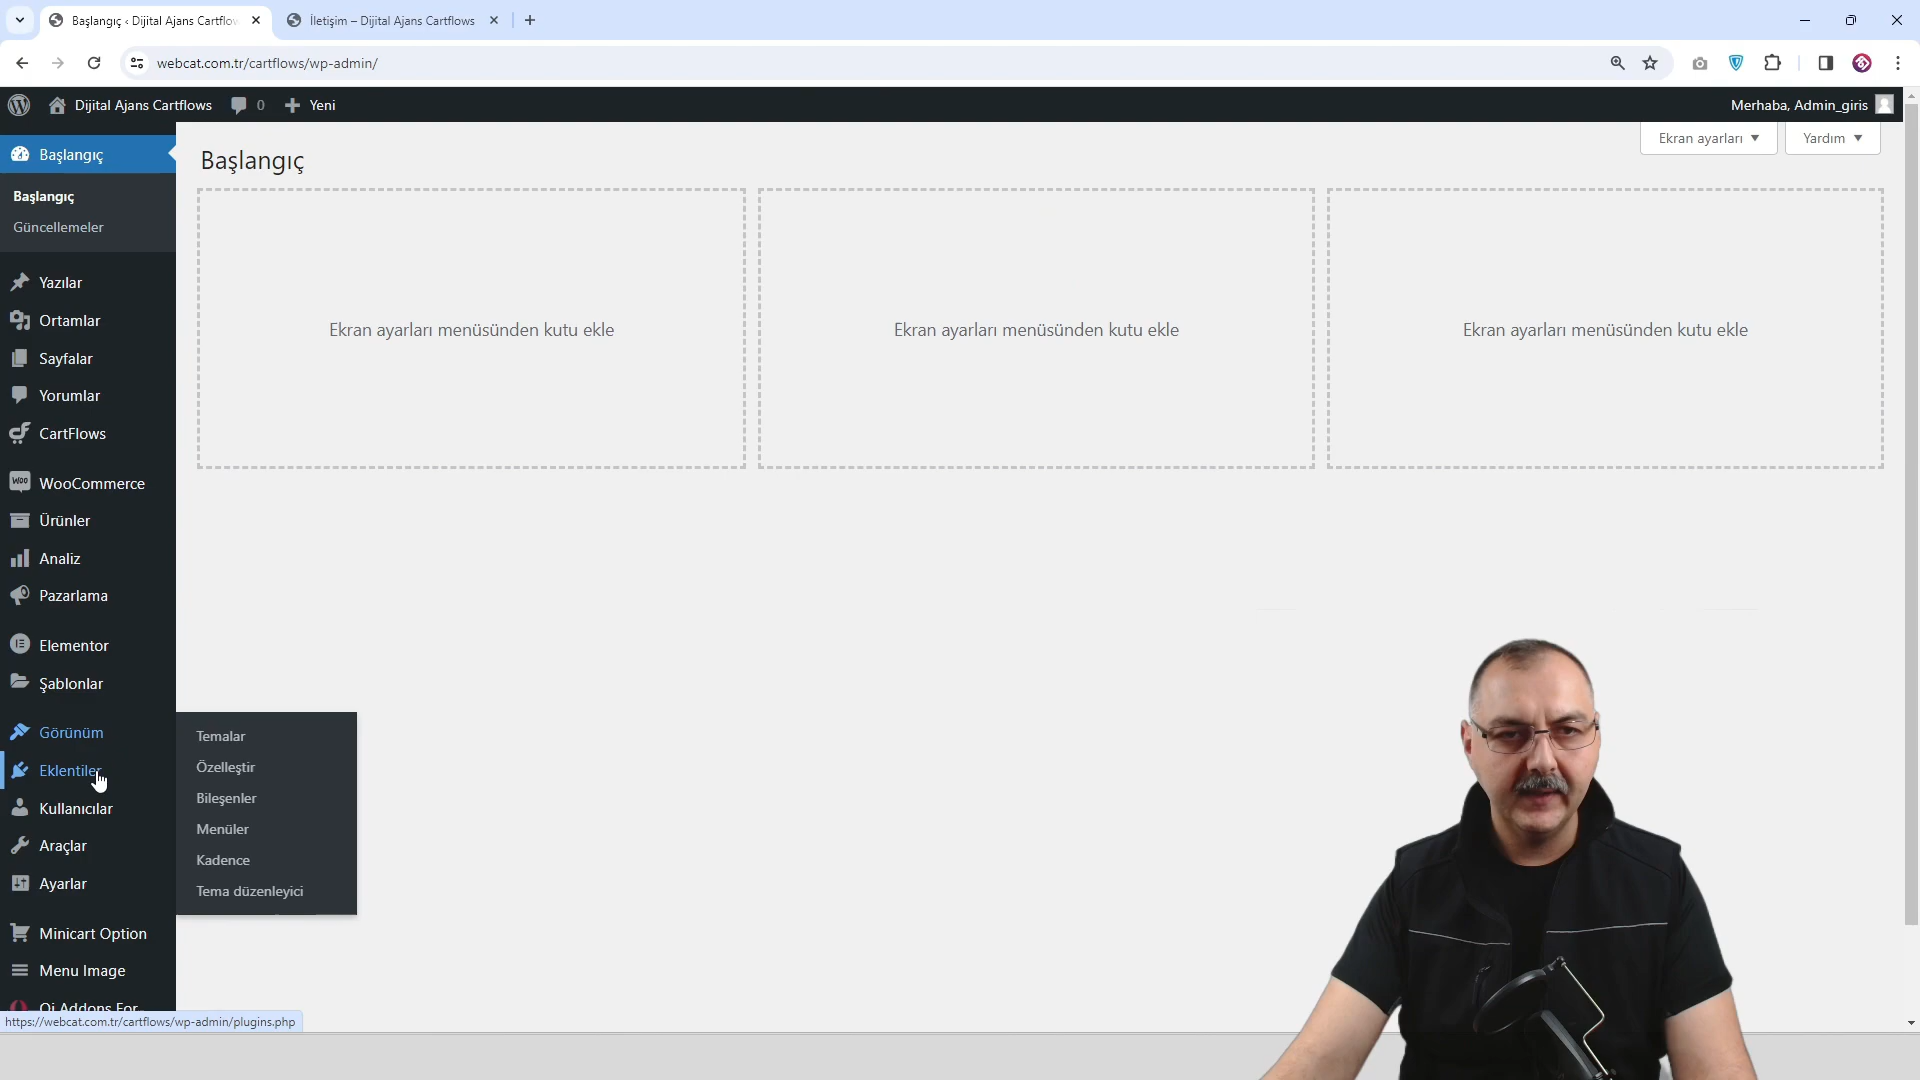 Başlangıç ‹ Dijital Ajans Cartflow
İletişim – Dijital Ajans Cartflows
webcat.com.tr/cartflows/wp-admin/
Dijital Ajans Cartflows
0
Yeni
Merhaba, Admin_giris
Ekran ayarları
Yardım
Başlangıç
Başlangıç
Başlangıç
Güncellemeler
Yazılar
Ortamlar
Sayfalar
Yorumlar
CartFlows
WooCommerce
Ürünler
Analiz
Pazarlama
Elementor
Şablonlar
Görünüm
Eklentiler
Kullanıcılar
Araçlar
Ayarlar
Minicart Option
Menu Image
Qi Addons For
Temalar
Özelleştir
Bileşenler
Menüler
Kadence
Tema düzenleyici
Ekran ayarları menüsünden kutu ekle
Ekran ayarları menüsünden kutu ekle
Ekran ayarları menüsünden kutu ekle
https://webcat.com.tr/cartflows/wp-admin/plugins.php